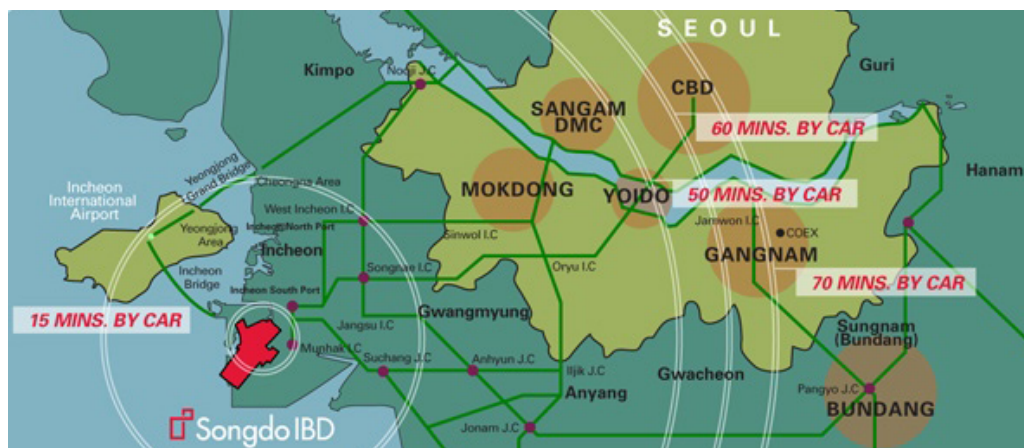 SEOUL
Kimpo
Nooji J.C
Guri
CBD
SANGAM
DMC
60 MINS. BY CAR
Yeongjong
Grand Bridge
Cheongna Area
Hanam
Incheon
International
Airport
MOKDONG
YOIDO
50 MINS. BY CAR
West Incheon I.C
Incheon North Port
Jamwon I.C
COEX
Yeongjong
Area
Sinwol I.C
Incheon
GANGNAM
Songnae I.C
Oryu I.C
Incheon
Bridge
Incheon South Port
70 MINS. BY CAR
15 MINS. BY CAR
Jangsu I.C
Gwangmyung
Sungnam
(Bundang)
Munhak I.C
Suchang J.C
Anhyun J.C
Iljik J.C
Gwacheon
Anyang
Pangyo J.C
BUNDANG
Songdo IBD
Jonam J.C